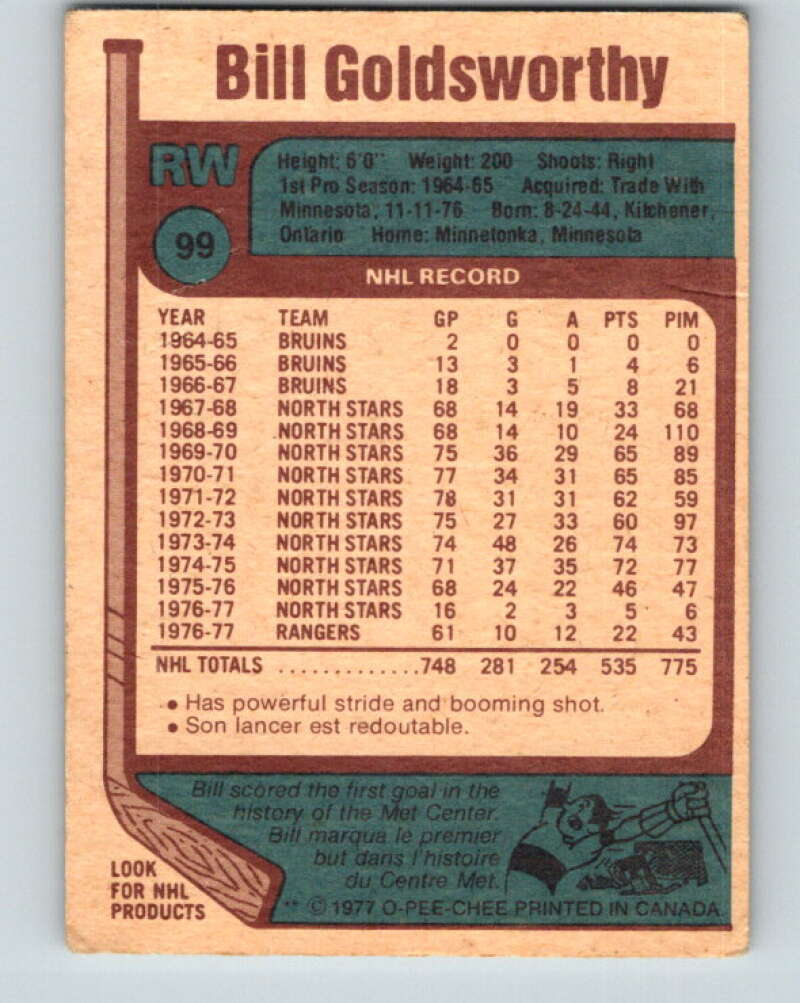 Bill Goldsworthy
RW
99
Height: 6'0" Weight: 200 Shoots: Right
1st Pro Season: 1964-65 Acquired: Trade With
Minnesota, 11-11-76 Born: 8-24-44, Kitchener,
Ontario Home: Minnetonka, Minnesota
NHL RECORD
YEAR TEAM GP G A PTS PIM
1964-65 BRUINS 2 0 0 0 0
1965-66 BRUINS 13 3 1 4 6
1966-67 BRUINS 18 3 5 8 21
1967-68 NORTH STARS 68 14 19 33 68
1968-69 NORTH STARS 68 14 10 24 110
1969-70 NORTH STARS 75 36 29 65 89
1970-71 NORTH STARS 77 34 31 65 85
1971-72 NORTH STARS 78 31 31 62 59
1972-73 NORTH STARS 75 27 33 60 97
1973-74 NORTH STARS 74 48 26 74 73
1974-75 NORTH STARS 71 37 35 72 77
1975-76 NORTH STARS 68 24 22 46 47
1976-77 NORTH STARS 16 2 3 5 6
1976-77 RANGERS 61 10 12 22 43
NHL TOTALS .............748 281 254 535 775
• Has powerful stride and booming shot.
• Son lancer est redoutable.
Bill scored the first goal in the
history of the Met Center.
Bill marqua le premier
but dans l'histoire
du Centre Met.
LOOK
FOR NHL
PRODUCTS
** © 1977 O-PEE-CHEE PRINTED IN CANADA